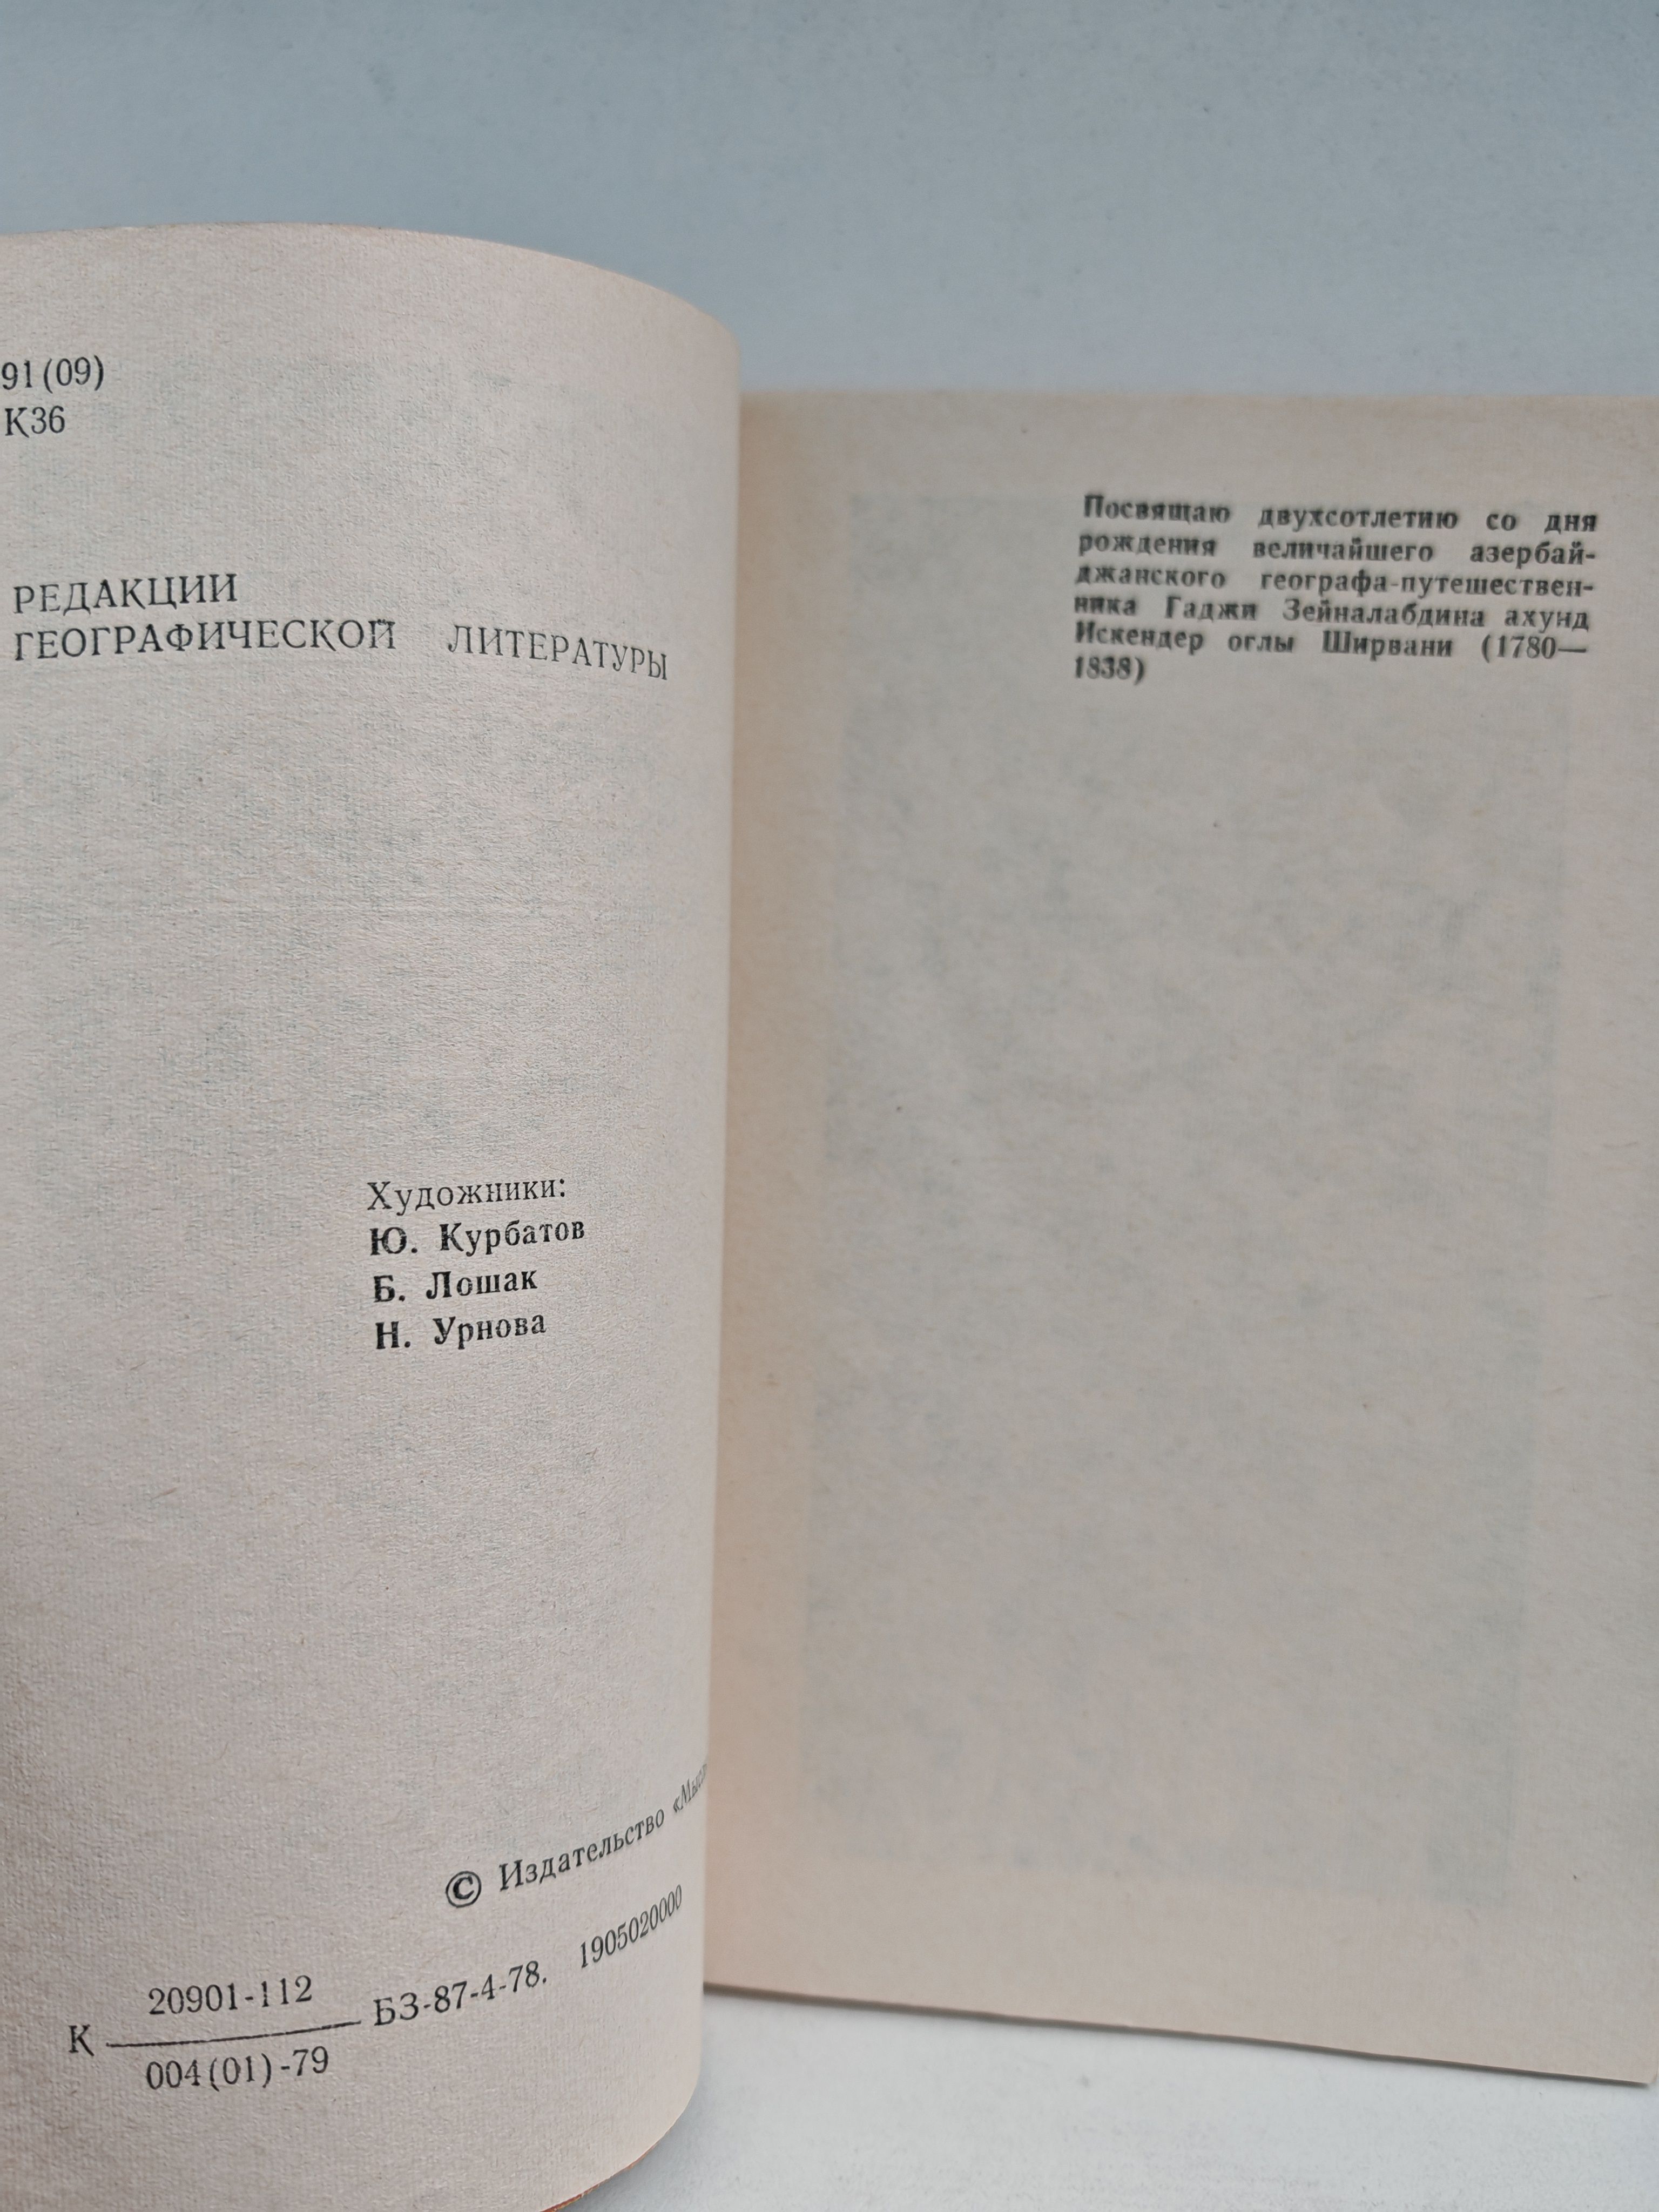 91(09)
К36
РЕДАКЦИИ
ГЕОГРАФИЧЕСКОЙ ЛИТЕРАТУРЫ
Художники:
Ю. Курбатов
Б. Лошак
Н. Урнова
© Издательство «Мысл
К 20901-112 / 004(01)-79 БЗ-87-4-78. 1905020000
Посвящаю двухсотлетию со дня
рождения величайшего азербай-
джанского географа-путешествен-
ника Гаджи Зейналабдина ахунд
Искендер оглы Ширвани (1780—
1838)